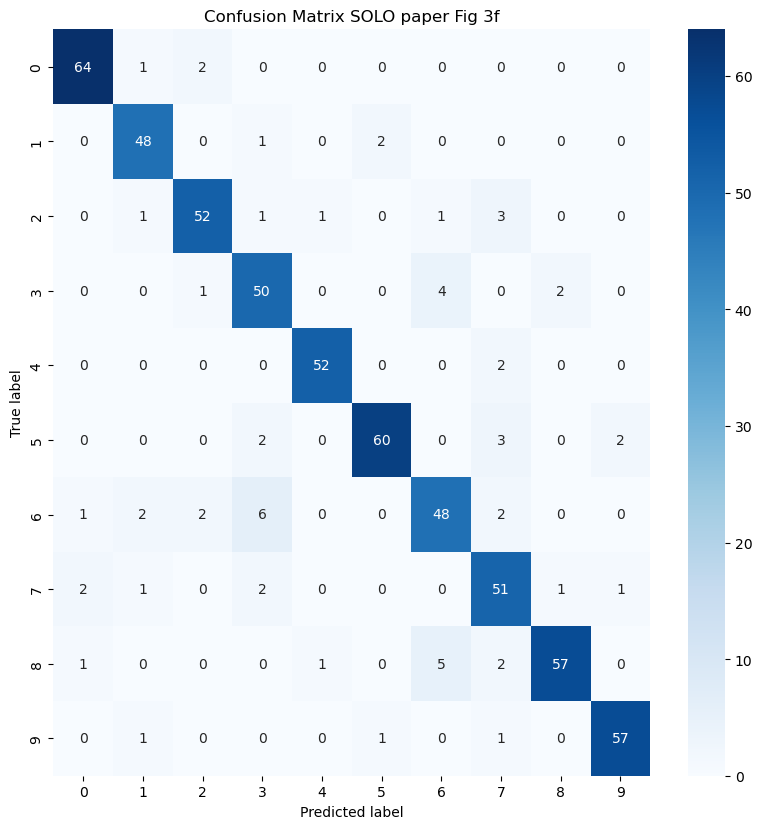 Confusion Matrix SOLO paper Fig 3f
0 64 1 2 0 0 0 0 0 0 0
1 0 48 0 1 0 2 0 0 0 0
2 0 1 52 1 1 0 1 3 0 0
3 0 0 1 50 0 0 4 0 2 0
4 0 0 0 0 52 0 0 2 0 0
5 0 0 0 2 0 60 0 3 0 2
6 1 2 2 6 0 0 48 2 0 0
7 2 1 0 2 0 0 0 51 1 1
8 1 0 0 0 1 0 5 2 57 0
9 0 1 0 0 0 1 0 1 0 57
0 1 2 3 4 5 6 7 8 9
Predicted label
True label
60
50
40
30
20
10
0